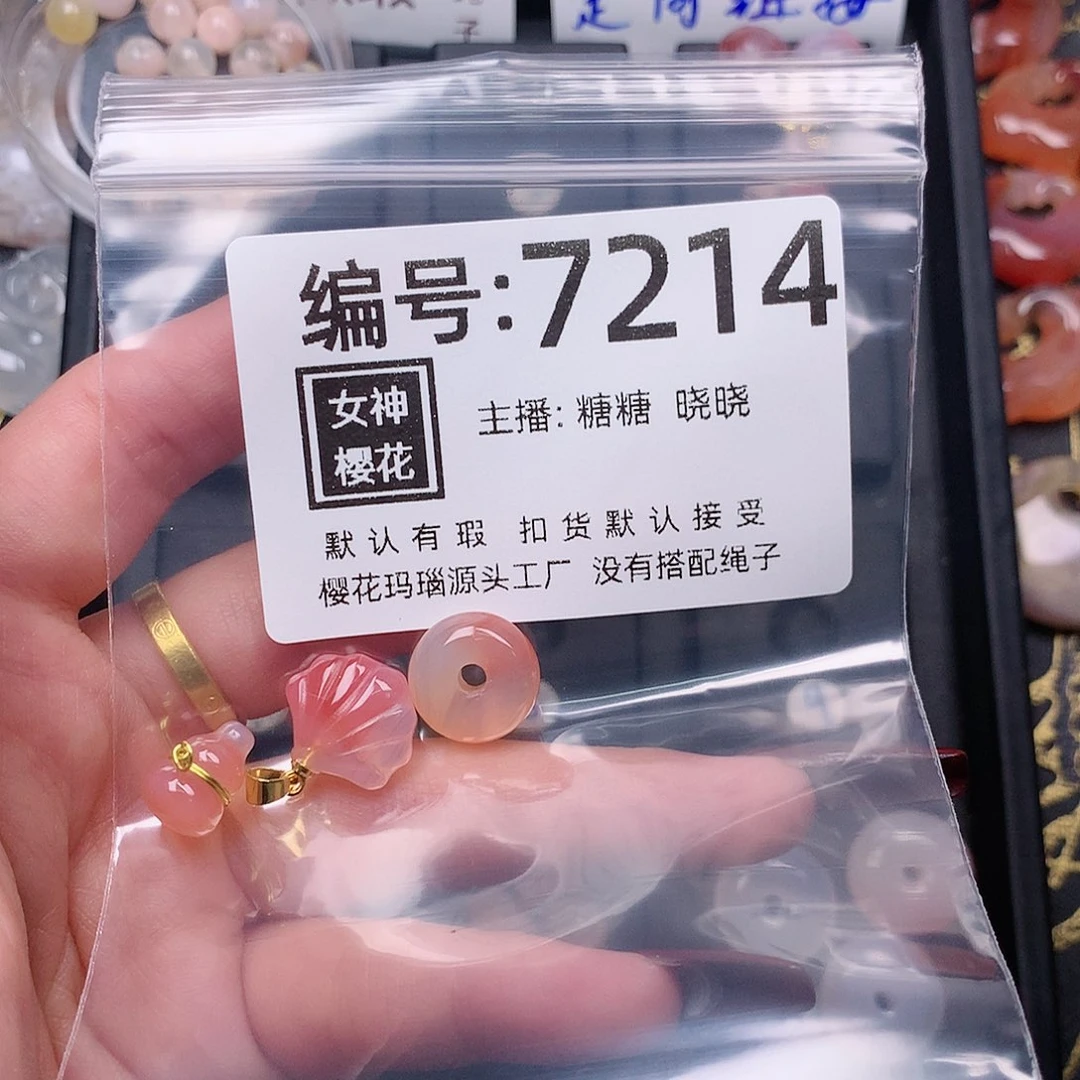 编号:7214
女神
樱花
主播: 糖糖 晓晓
默认有瑕 扣货默认接受
樱花玛瑙源头工厂 没有搭配绳子